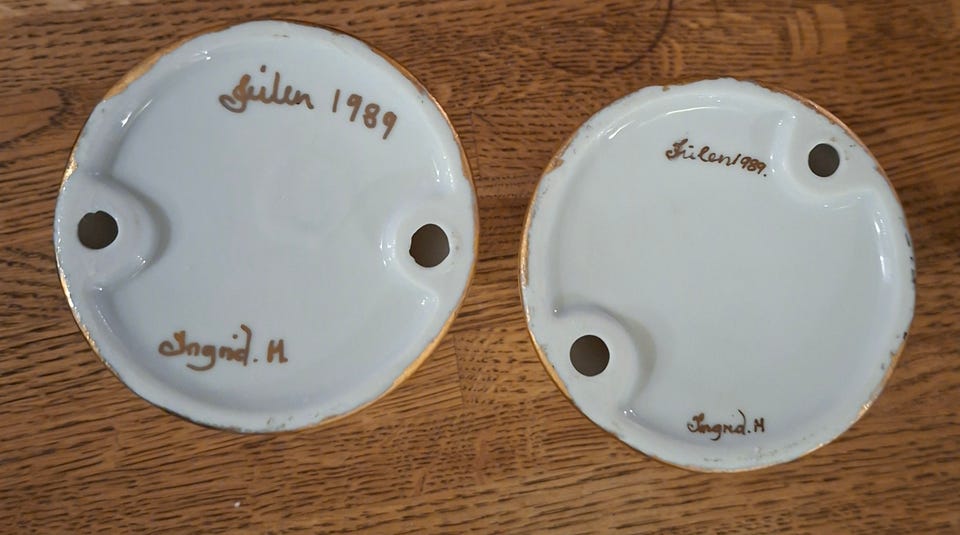 Julen 1989
Ingrid. M
Julen 1989.
Ingrid. M